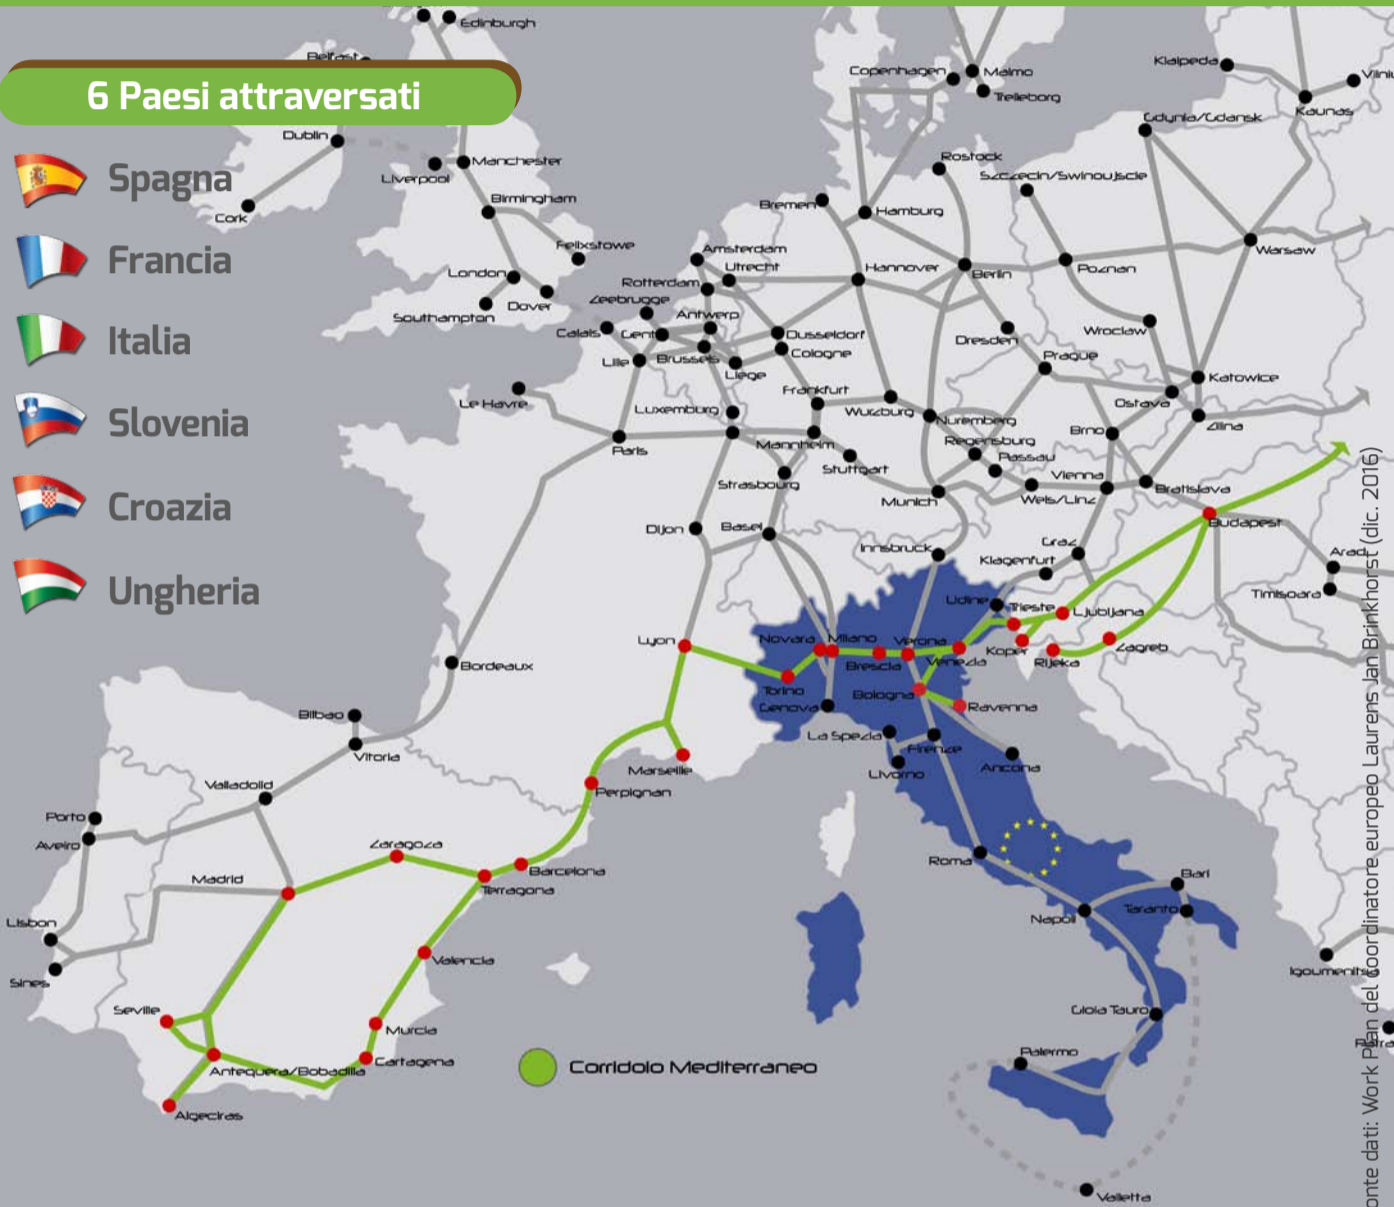 6 Paesi attraversati
Spagna
Francia
Italia
Slovenia
Croazia
Ungheria
Edinburgh
Belfast
Dublin
Cork
Liverpool
Manchester
Birmingham
Felixstowe
London
Dover
Southampton
Copenhagen
Malmo
Trelleborg
Klaipeda
Kaunas
Gdynia/Gdansk
Rostock
Szczecin/Swinoujscie
Bremen
Hamburg
Warsaw
Amsterdam
Utrecht
Rotterdam
Zeebrugge
Antwerp
Calais
Gent
Lille
Brussels
Liege
Hannover
Berlin
Poznan
Dusseldorf
Cologne
Dresden
Wroclaw
Prague
Katowice
Ostava
Zilina
Le Havre
Luxemburg
Frankfurt
Wurzburg
Nuremberg
Brno
Paris
Mannheim
Regensburg
Passau
Stuttgart
Strasbourg
Munich
Wels/Linz
Vienna
Bratislava
Budapest
Dijon
Basel
Innsbruck
Graz
Klagenfurt
Arad
Timisoara
Udine
Trieste
Ljubljana
Lyon
Novara
Milano
Verona
Brescia
Venezia
Koper
Rijeka
Zagreb
Bordeaux
Torino
Genova
Bologna
Ravenna
Bilbao
Vitoria
La Spezia
Firenze
Livorno
Ancona
Marseille
Perpignan
Valladolid
Porto
Aveiro
Zaragoza
Barcelona
Terragona
Madrid
Roma
Bari
Napoli
Taranto
Lisbon
Sines
Valencia
Igoumenitsa
Seville
Murcia
Cartagena
Antequera/Bobadilla
Algeciras
Gioia Tauro
Palermo
Valletta
Corridoio Mediterraneo
onte dati: Work Plan del coordinatore europeo Laurens Jan Brinkhorst (dic. 2016)